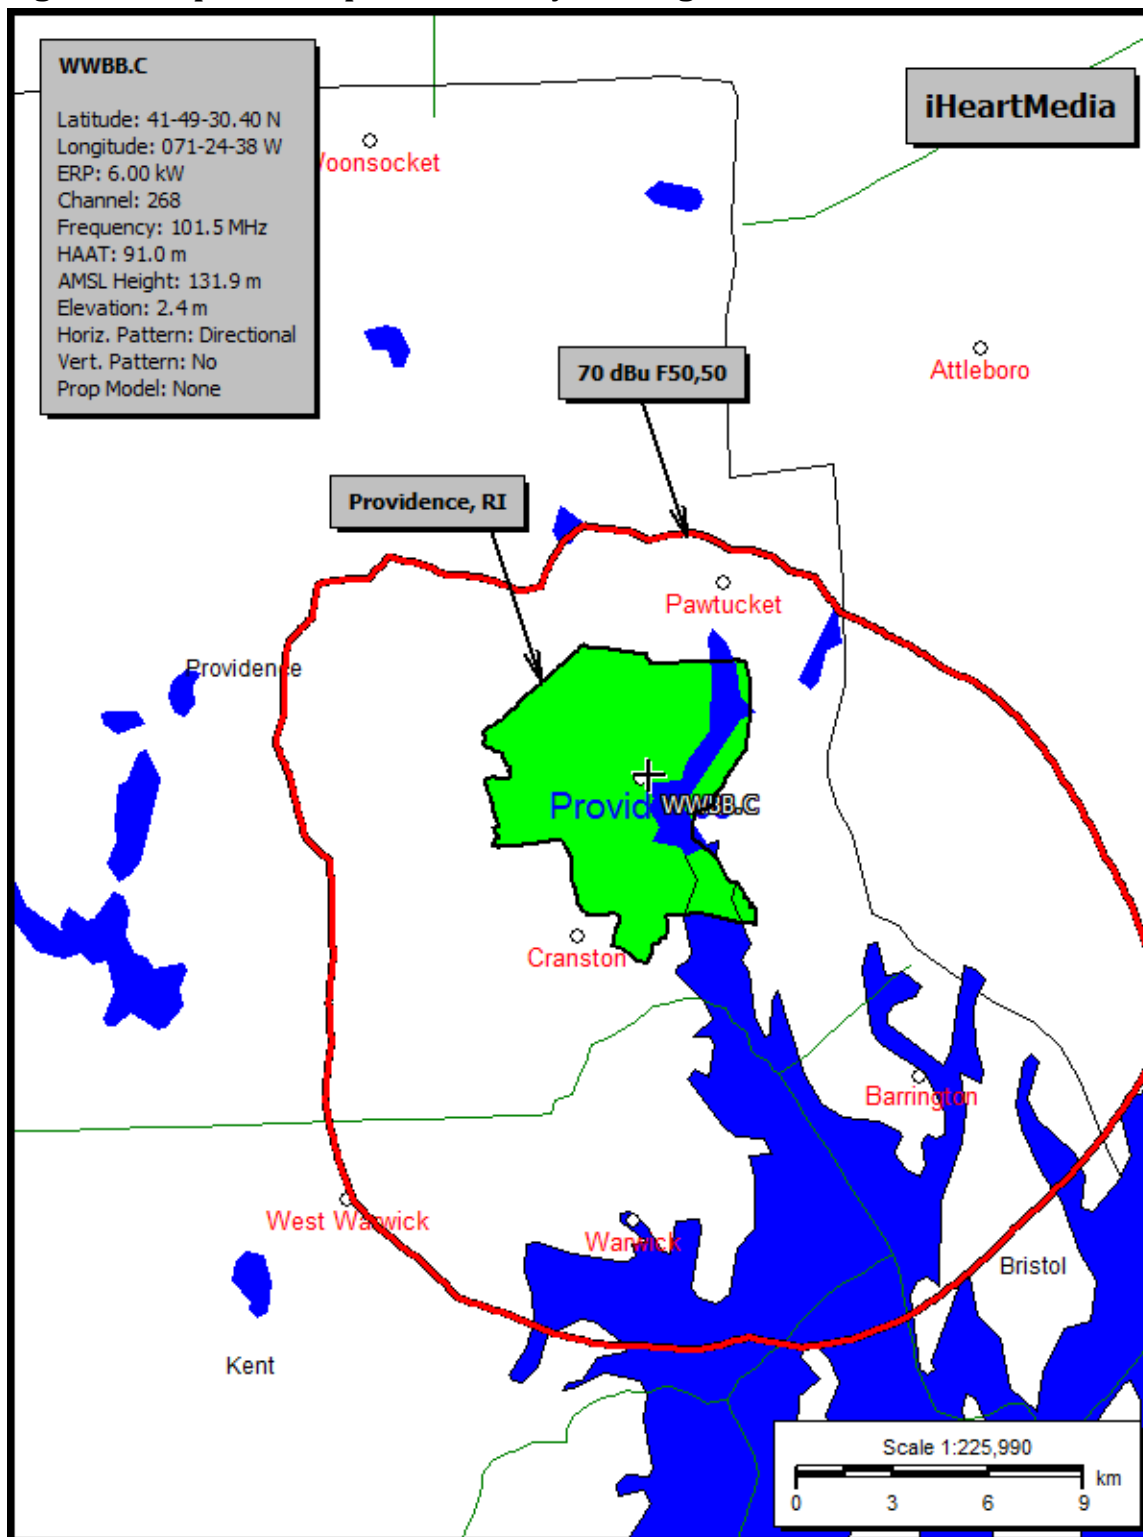 WWBB.C
Latitude: 41-49-30.40 N
Longitude: 071-24-38 W
ERP: 6.00 kW
Channel: 268
Frequency: 101.5 MHz
HAAT: 91.0 m
AMSL Height: 131.9 m
Elevation: 2.4 m
Horiz. Pattern: Directional
Vert. Pattern: No
Prop Model: None
iHeartMedia
oonsocket
70 dBu F50,50
Attleboro
Providence, RI
Pawtucket
Providence
Provid
WWBB.C
Cranston
Barrington
West Warwick
Warwick
Bristol
Kent
Scale 1:225,990
km
0 3 6 9